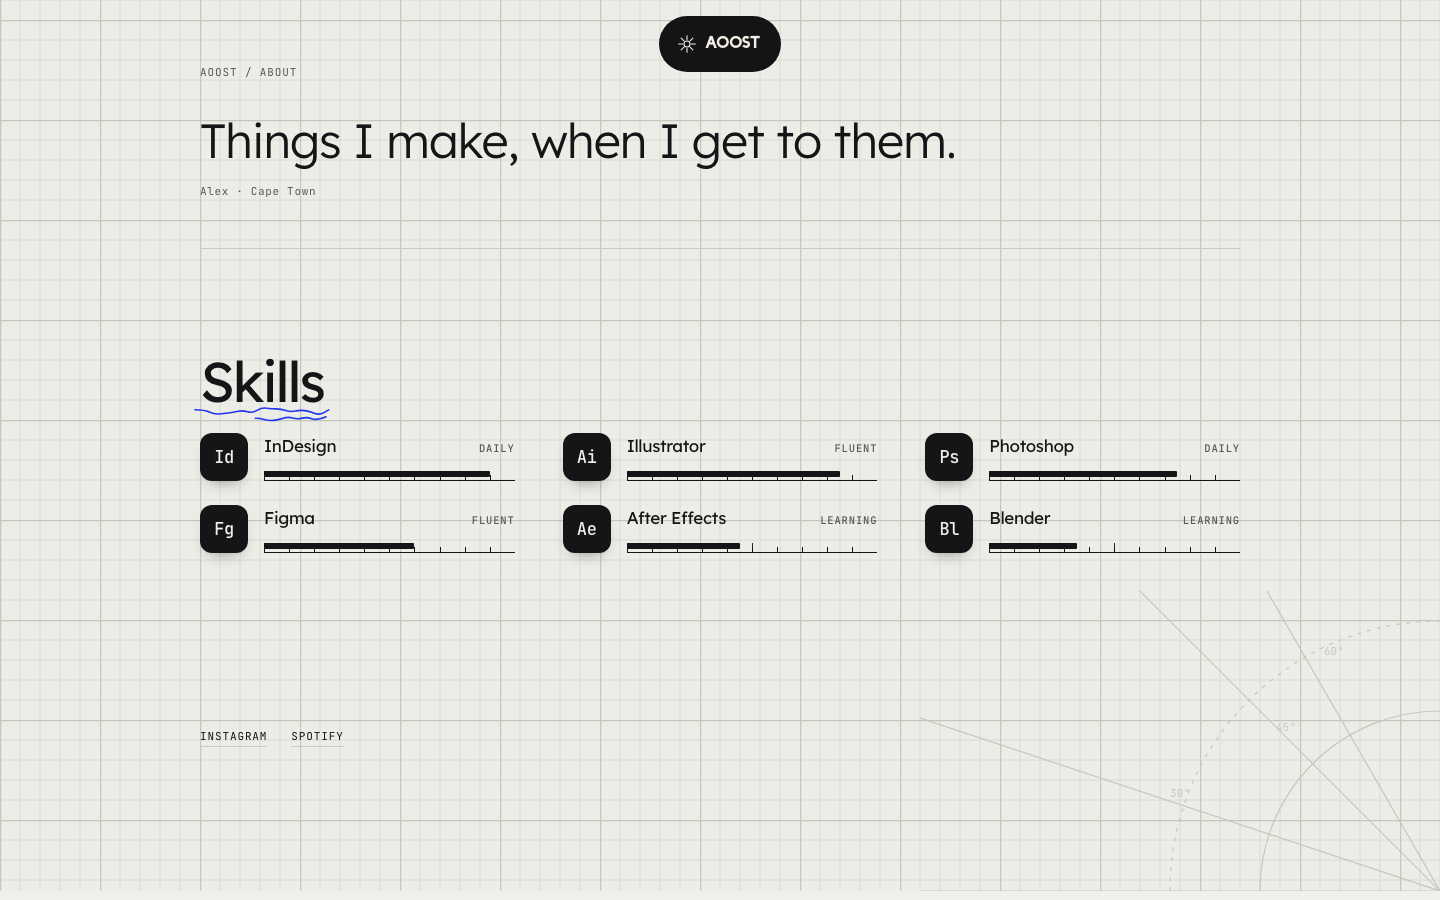 AOOST
AOOST / ABOUT
Things I make, when I get to them.
Alex · Cape Town
Skills
Id InDesign DAILY
Ai Illustrator FLUENT
Ps Photoshop DAILY
Fg Figma FLUENT
Ae After Effects LEARNING
Bl Blender LEARNING
60°
45°
30°
INSTAGRAM SPOTIFY